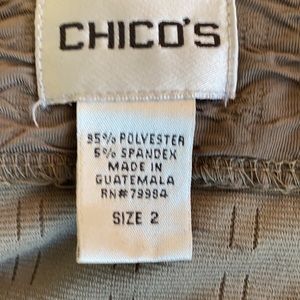 CHICO'S
95% POLYESTER
5% SPANDEX
MADE IN
GUATEMALA
RN#79984
SIZE 2